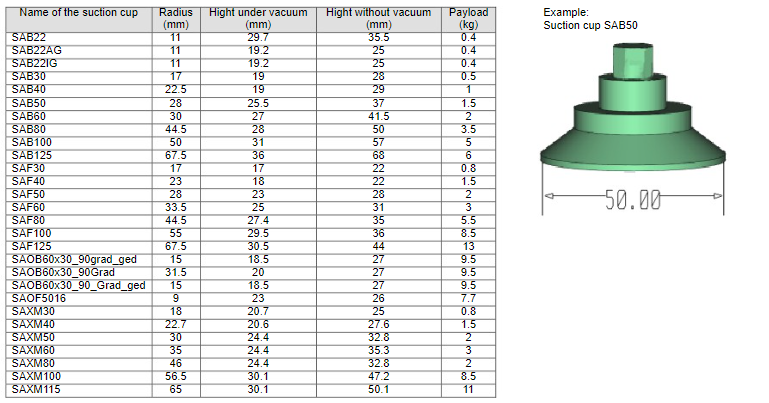 Name of the suction cup Radius (mm) Hight under vacuum (mm) Hight without vacuum (mm) Payload (kg)
SAB22 11 29.7 35.5 0.4
SAB22AG 11 19.2 25 0.4
SAB22IG 11 19.2 25 0.4
SAB30 17 19 28 0.5
SAB40 22.5 19 29 1
SAB50 28 25.5 37 1.5
SAB60 30 27 41.5 2
SAB80 44.5 28 50 3.5
SAB100 50 31 57 5
SAB125 67.5 36 68 6
SAF30 17 17 22 0.8
SAF40 23 18 22 1.5
SAF50 28 23 28 2
SAF60 33.5 25 31 3
SAF80 44.5 27.4 35 5.5
SAF100 55 29.5 36 8.5
SAF125 67.5 30.5 44 13
SAOB60x30_90grad_ged 15 18.5 27 9.5
SAOB60x30_90Grad 31.5 20 27 9.5
SAOB60x30_90_Grad_ged 15 18.5 27 9.5
SAOF5016 9 23 26 7.7
SAXM30 18 20.7 25 0.8
SAXM40 22.7 20.6 27.6 1.5
SAXM50 30 24.4 32.8 2
SAXM60 35 24.4 35.3 3
SAXM80 46 24.4 32.8 2
SAXM100 56.5 30.1 47.2 8.5
SAXM115 65 30.1 50.1 11
Example:
Suction cup SAB50
50.00